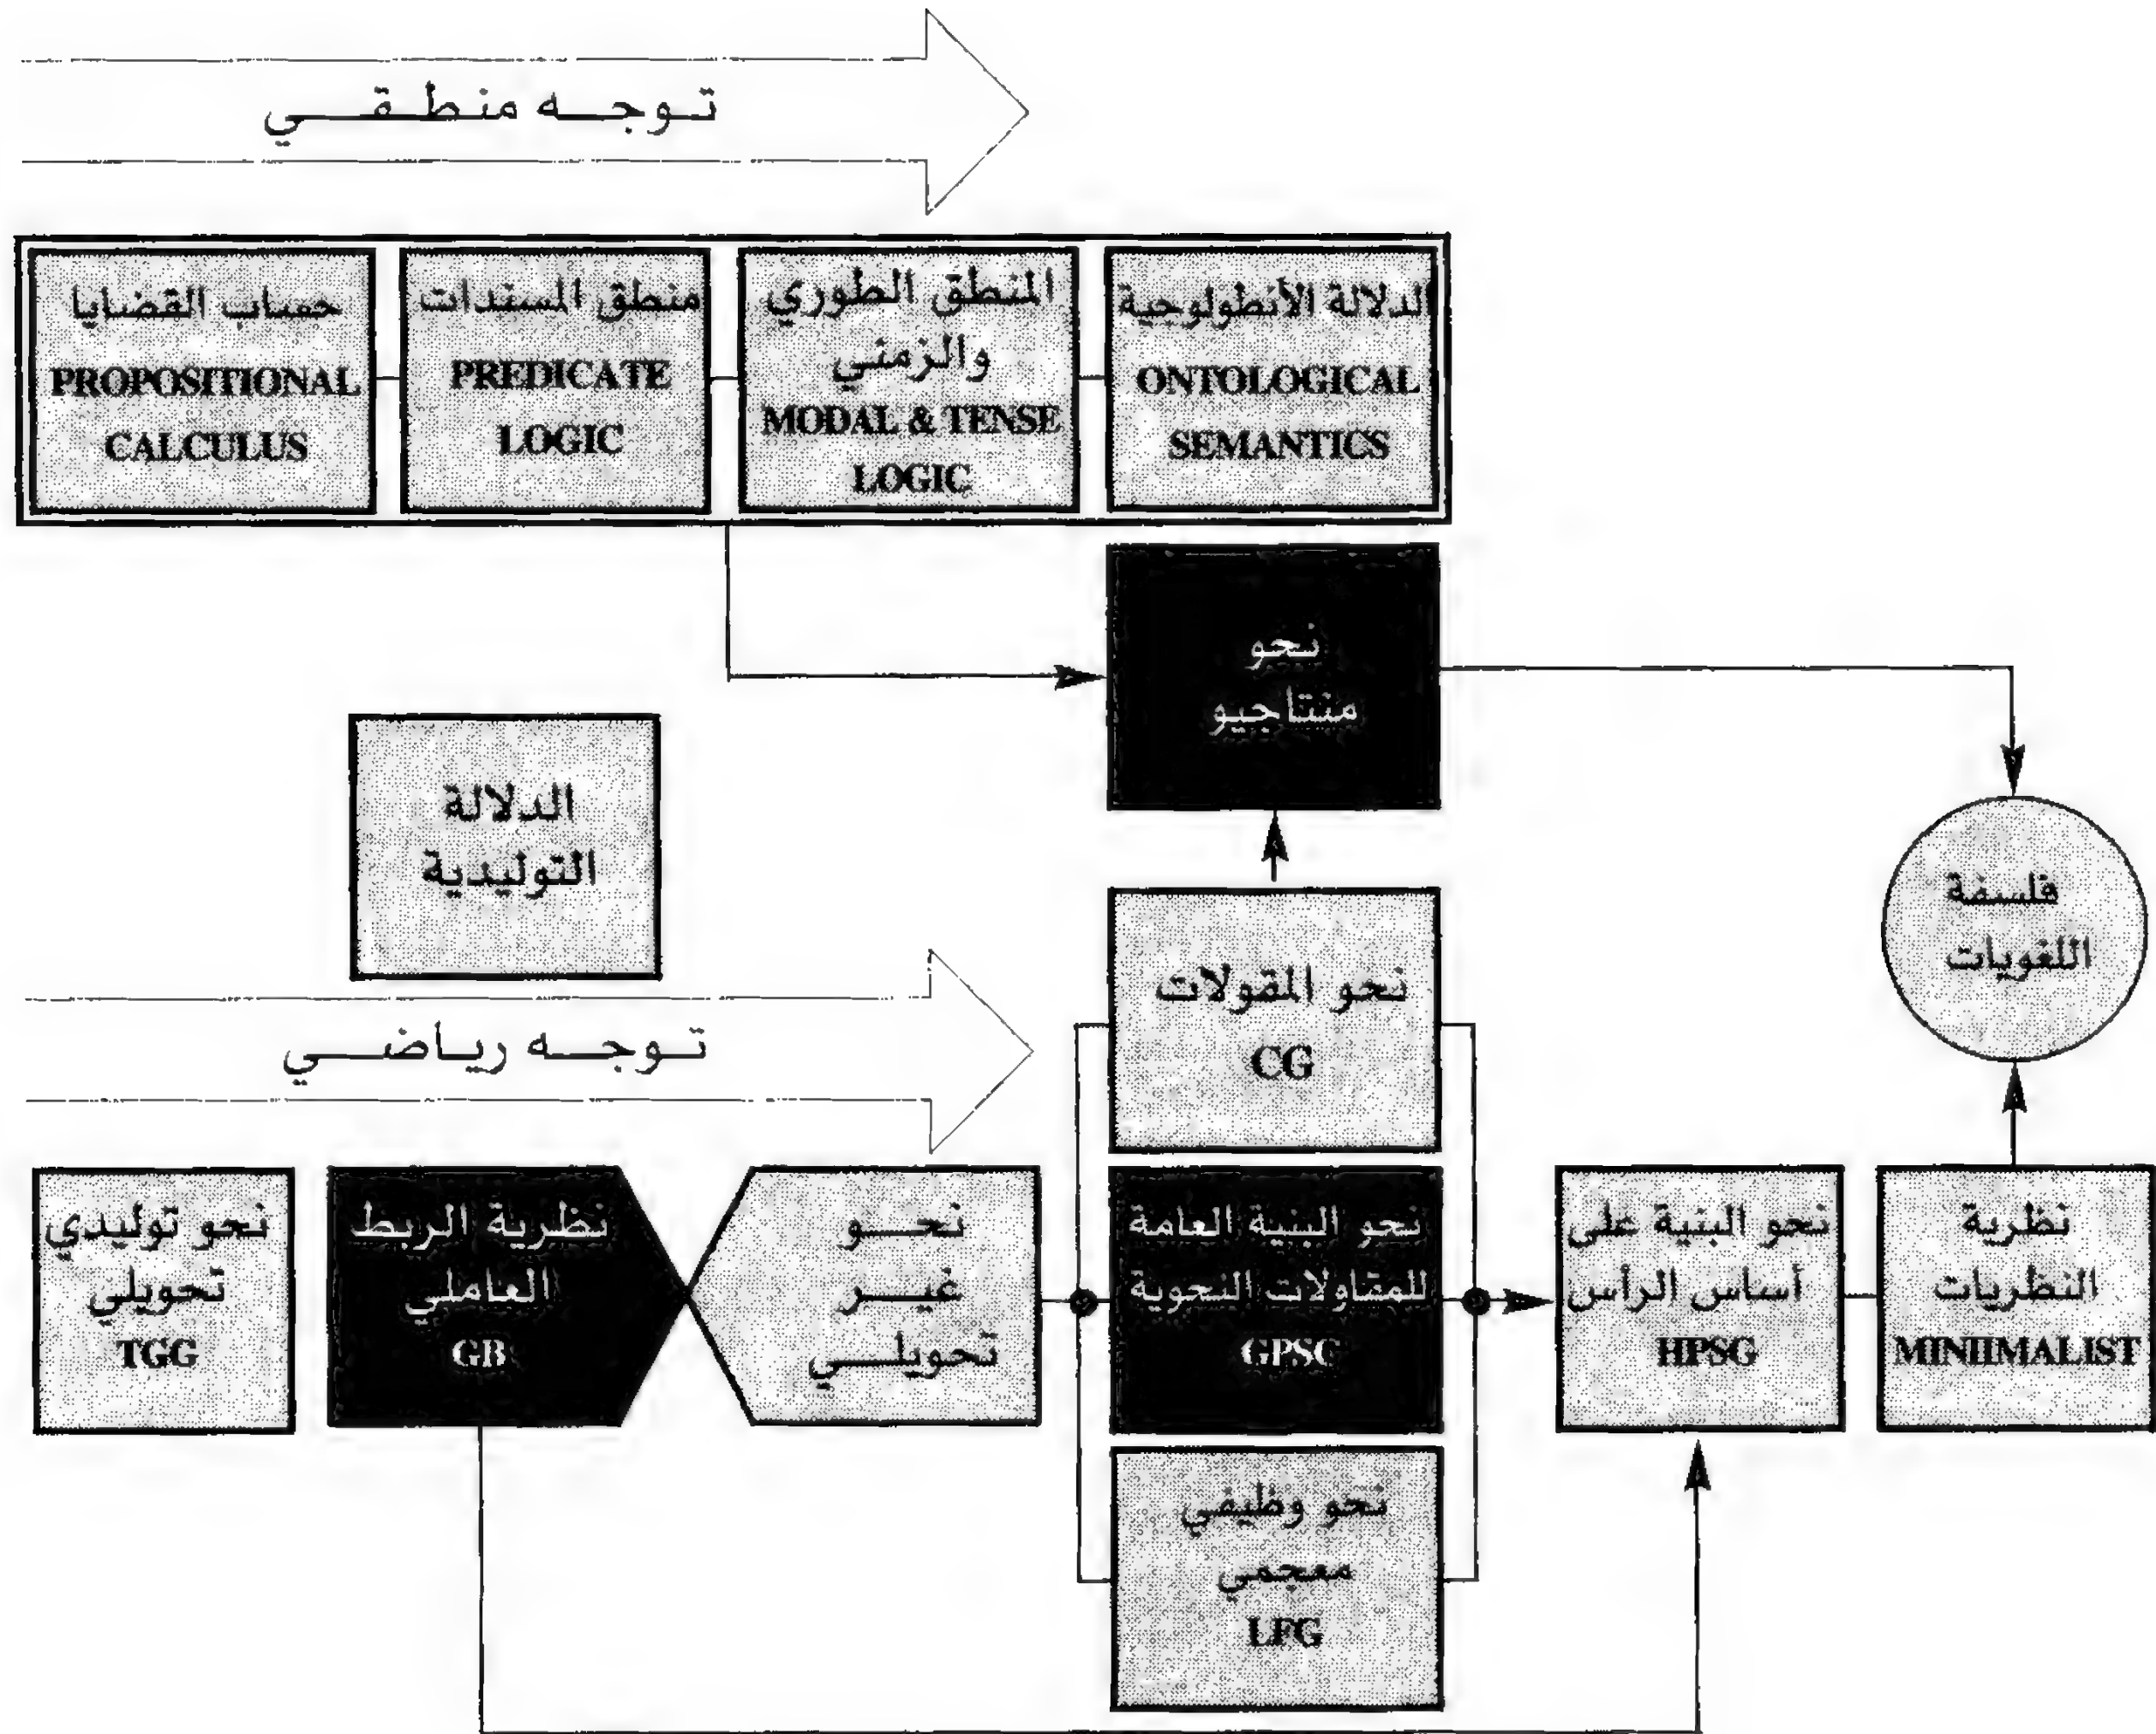 توجه منطقي
حساب القضايا
PROPOSITIONAL
CALCULUS
منطق المسندات
PREDICATE
LOGIC
المنطق الطوري
والزمني
MODAL & TENSE
LOGIC
الدلالة الأنطولوجية
ONTOLOGICAL
SEMANTICS
نحو
منتاجيو
الدلالة
التوليدية
فلسفة
اللغويات
نحو المقولات
CG
توجه رياضي
نحو توليدي
تحويلي
TGG
نظرية الربط
العاملي
GB
نحو
غير
تحويلي
نحو البنية العامة
للمقاولات النحوية
GPSG
نحو البنية على
أساس الرأس
HPSG
نظرية
النظريات
MINIIMALIST
نحو وظيفي
معجمي
LFG